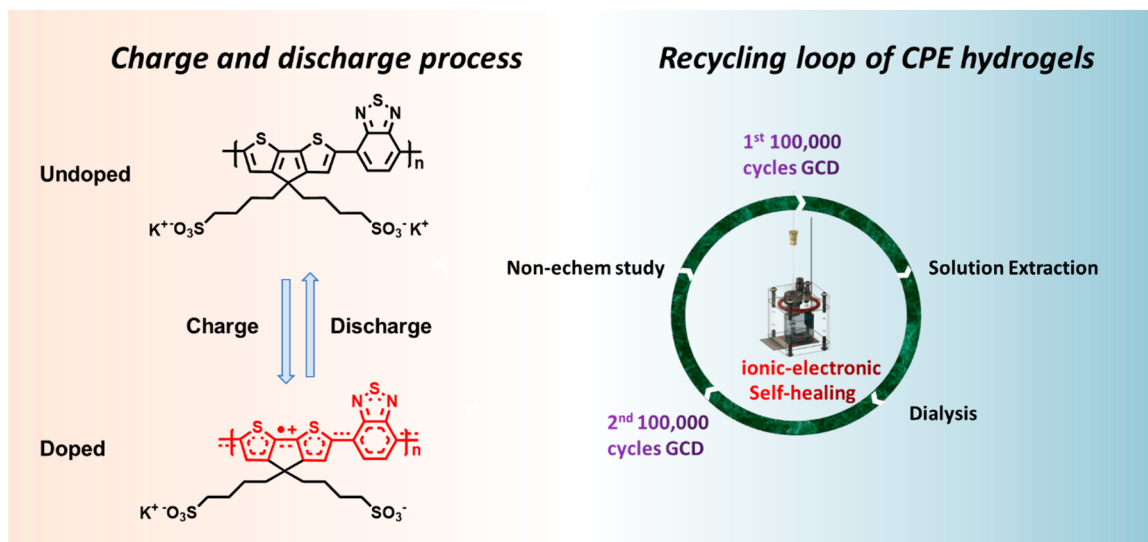 Charge and discharge process
Undoped
S
S
N
S
N
n
K⁺⁻O₃S
SO₃⁻K⁺
Charge
Discharge
Doped
S
•+
S
N
S
N
n
K⁺ ⁻O₃S
SO₃⁻
Recycling loop of CPE hydrogels
1st 100,000
cycles GCD
Non-echem study
Solution Extraction
ionic-electronic
Self-healing
2nd 100,000
cycles GCD
Dialysis